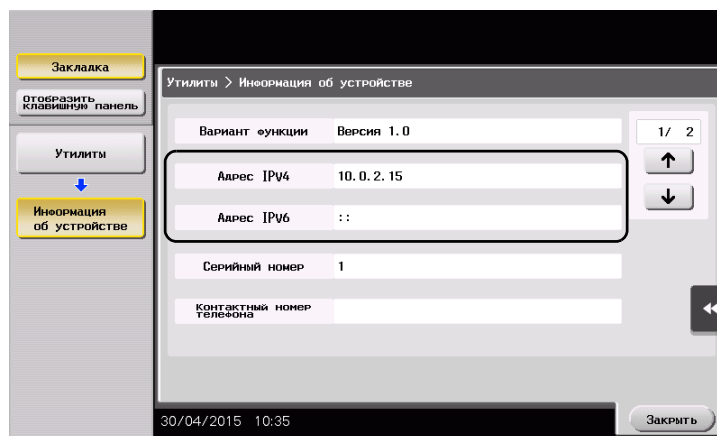 Закладка
Отобразить
клавишную панель
Утилиты
Информация
об устройстве
Утилиты > Информация об устройстве
Вариант функции Версия 1.0
1/ 2
Адрес IPv4 10.0.2.15
Адрес IPv6 ::
Серийный номер 1
Контактный номер
телефона
30/04/2015 10:35
Закрыть